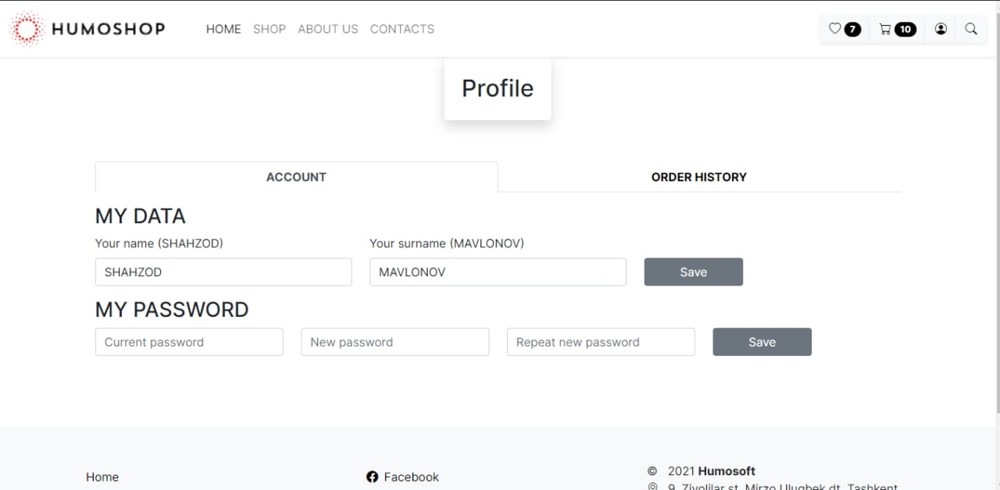 HUMOSHOP HOME SHOP ABOUT US CONTACTS 7 10
Profile
ACCOUNT ORDER HISTORY
MY DATA
Your name (SHAHZOD) Your surname (MAVLONOV)
SHAHZOD MAVLONOV Save
MY PASSWORD
Current password New password Repeat new password Save
Home Facebook © 2021 Humosoft
9, Ziyolilar st, Mirzo Ulugbek dt, Tashkent